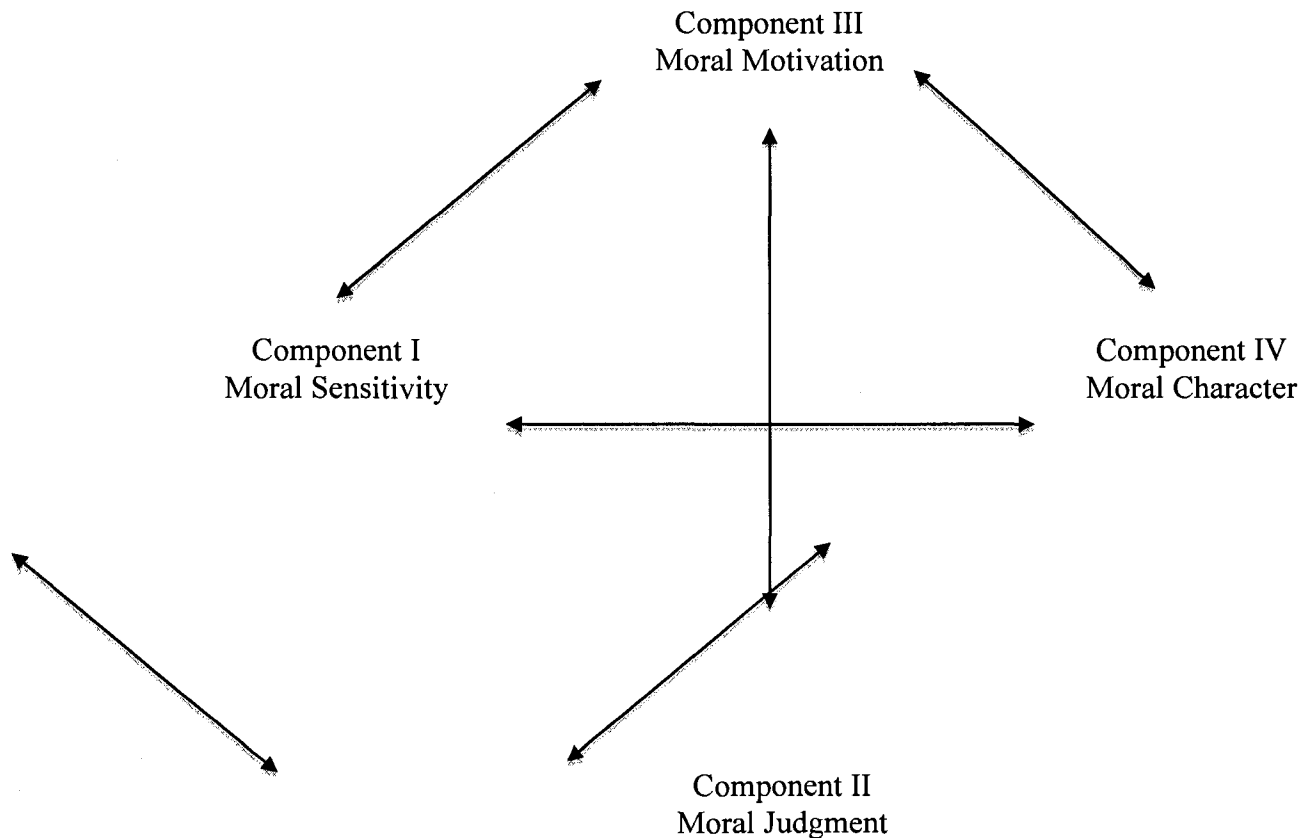 Component III
Moral Motivation
Component I
Moral Sensitivity
Component IV
Moral Character
Component II
Moral Judgment